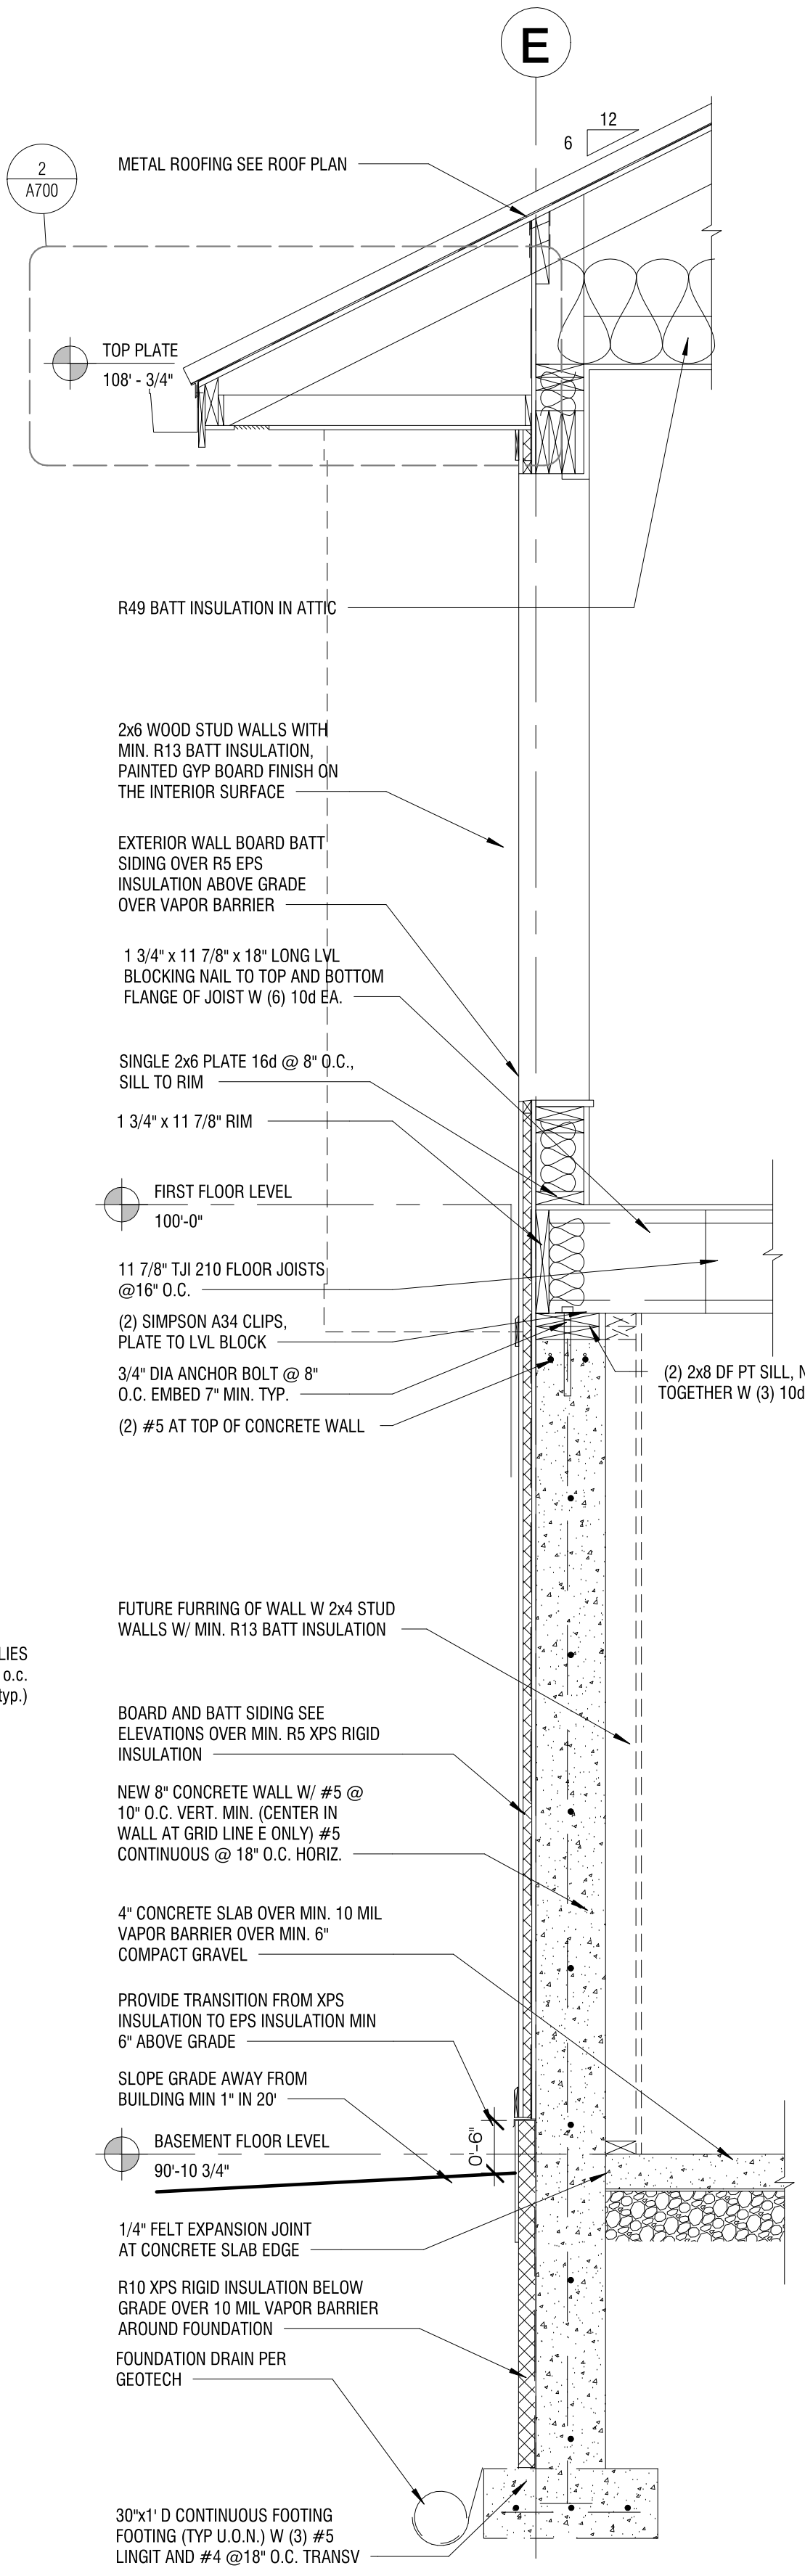 E
12
6
METAL ROOFING SEE ROOF PLAN
2
A700
TOP PLATE
108' - 3/4"
R49 BATT INSULATION IN ATTIC
2x6 WOOD STUD WALLS WITH
MIN. R13 BATT INSULATION,
PAINTED GYP BOARD FINISH ON
THE INTERIOR SURFACE
EXTERIOR WALL BOARD BATT
SIDING OVER R5 EPS
INSULATION ABOVE GRADE
OVER VAPOR BARRIER
1 3/4" x 11 7/8" x 18" LONG LVL
BLOCKING NAIL TO TOP AND BOTTOM
FLANGE OF JOIST W (6) 10d EA.
SINGLE 2x6 PLATE 16d @ 8" O.C.,
SILL TO RIM
1 3/4" x 11 7/8" RIM
FIRST FLOOR LEVEL
100'-0"
11 7/8" TJI 210 FLOOR JOISTS
@16" O.C.
(2) SIMPSON A34 CLIPS,
PLATE TO LVL BLOCK
3/4" DIA ANCHOR BOLT @ 8"
O.C. EMBED 7" MIN. TYP.
(2) 2x8 DF PT SILL,
TOGETHER W (3) 10d
(2) #5 AT TOP OF CONCRETE WALL
FUTURE FURRING OF WALL W 2x4 STUD
WALLS W/ MIN. R13 BATT INSULATION
LIES
o.c.
typ.)
BOARD AND BATT SIDING SEE
ELEVATIONS OVER MIN. R5 XPS RIGID
INSULATION
NEW 8" CONCRETE WALL W/ #5 @
10" O.C. VERT. MIN. (CENTER IN
WALL AT GRID LINE E ONLY) #5
CONTINUOUS @ 18" O.C. HORIZ.
4" CONCRETE SLAB OVER MIN. 10 MIL
VAPOR BARRIER OVER MIN. 6"
COMPACT GRAVEL
PROVIDE TRANSITION FROM XPS
INSULATION TO EPS INSULATION MIN
6" ABOVE GRADE
SLOPE GRADE AWAY FROM
BUILDING MIN 1" IN 20'
0'-6"
BASEMENT FLOOR LEVEL
90'-10 3/4"
1/4" FELT EXPANSION JOINT
AT CONCRETE SLAB EDGE
R10 XPS RIGID INSULATION BELOW
GRADE OVER 10 MIL VAPOR BARRIER
AROUND FOUNDATION
FOUNDATION DRAIN PER
GEOTECH
30"x1' D CONTINUOUS FOOTING
FOOTING (TYP U.O.N.) W (3) #5
LINGIT AND #4 @18" O.C. TRANSV